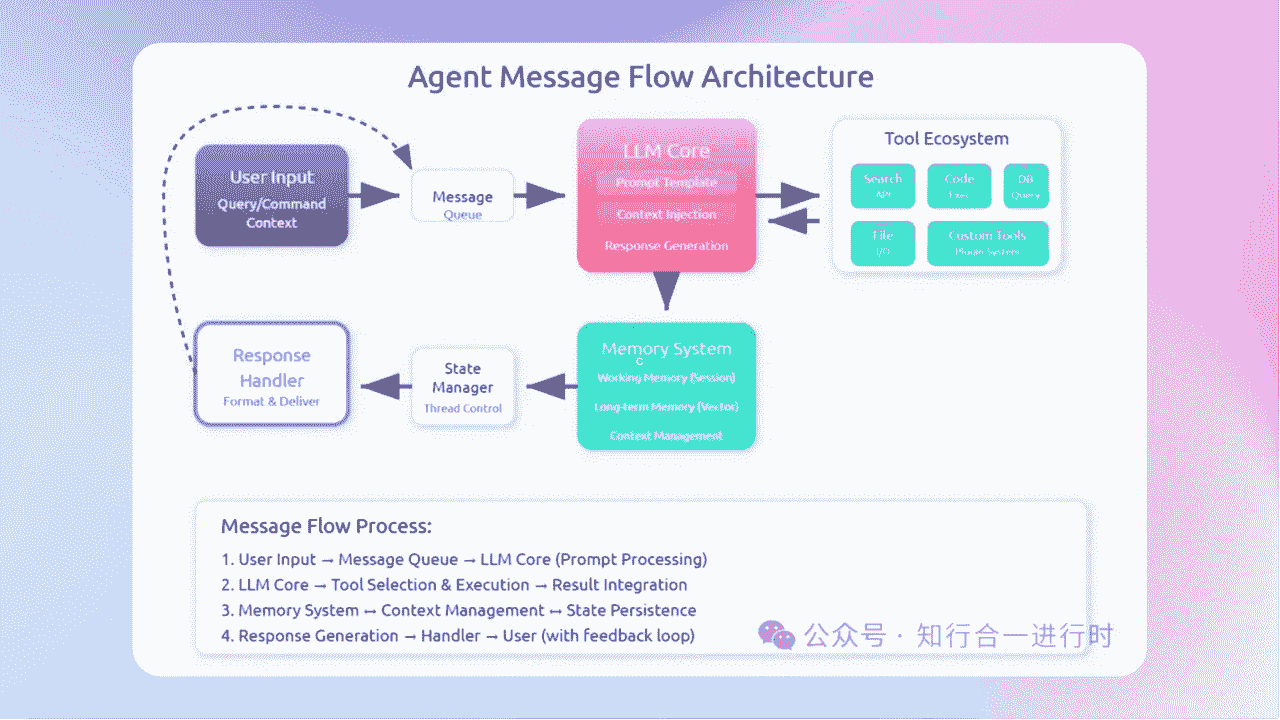 Agent Message Flow Architecture
User Input
Query/Command
Context
Message
Queue
LLM Core
Prompt Template
Context Injection
Response Generation
Tool Ecosystem
Search
API
Code
Exec
DB
Query
File
I/O
Custom Tools
Plugin System
Response
Handler
Format & Deliver
State
Manager
Thread Control
Memory System
C
Working Memory (Session)
Long-term Memory (Vector)
Context Management
Message Flow Process:
1. User Input → Message Queue → LLM Core (Prompt Processing)
2. LLM Core → Tool Selection & Execution → Result Integration
3. Memory System ↔ Context Management ↔ State Persistence
4. Response Generation → Handler → User (with feedback loop)
公众号 · 知行合一进行时